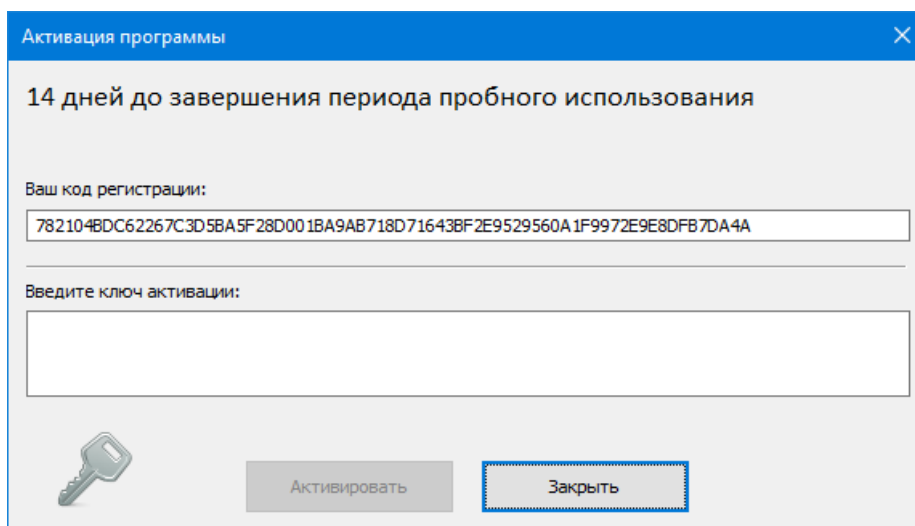 Активация программы
14 дней до завершения периода пробного использования
Ваш код регистрации:
782104BDC62267C3D5BA5F28D001BA9AB718D71643BF2E9529560A1F9972E9E8DFB7DA4A
Введите ключ активации:
Активировать
Закрыть